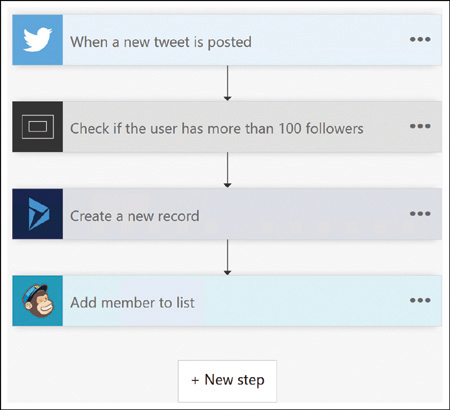 When a new tweet is posted
Check if the user has more than 100 followers
Create a new record
Add member to list
+ New step